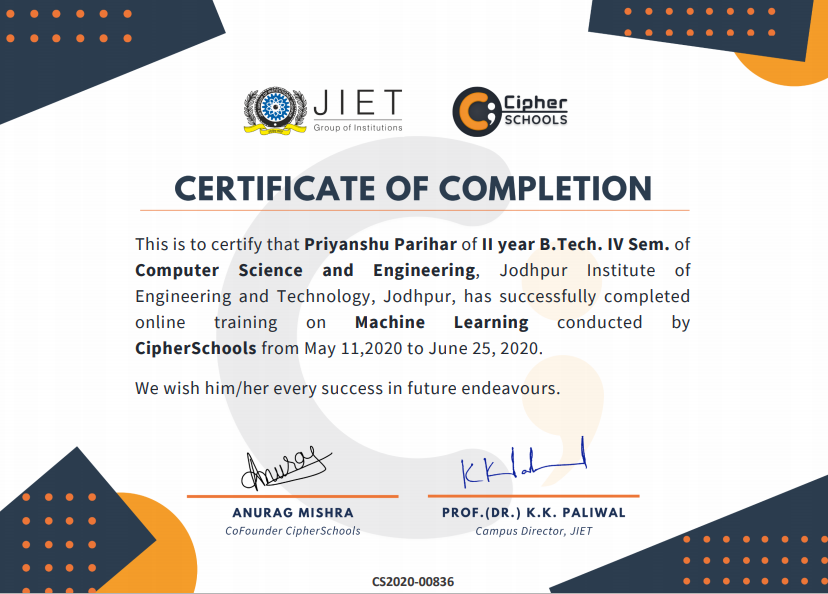 JIET
Group of Institutions
Cipher
SCHOOLS
CERTIFICATE OF COMPLETION
This is to certify that Priyanshu Parihar of II year B.Tech. IV Sem. of
Computer Science and Engineering, Jodhpur Institute of
Engineering and Technology, Jodhpur, has successfully completed
online training on Machine Learning conducted by
CipherSchools from May 11,2020 to June 25, 2020.
We wish him/her every success in future endeavours.
Anurag
ANURAG MISHRA
CoFounder CipherSchools
PROF.(DR.) K.K. PALIWAL
Campus Director, JIET
CS2020-00836